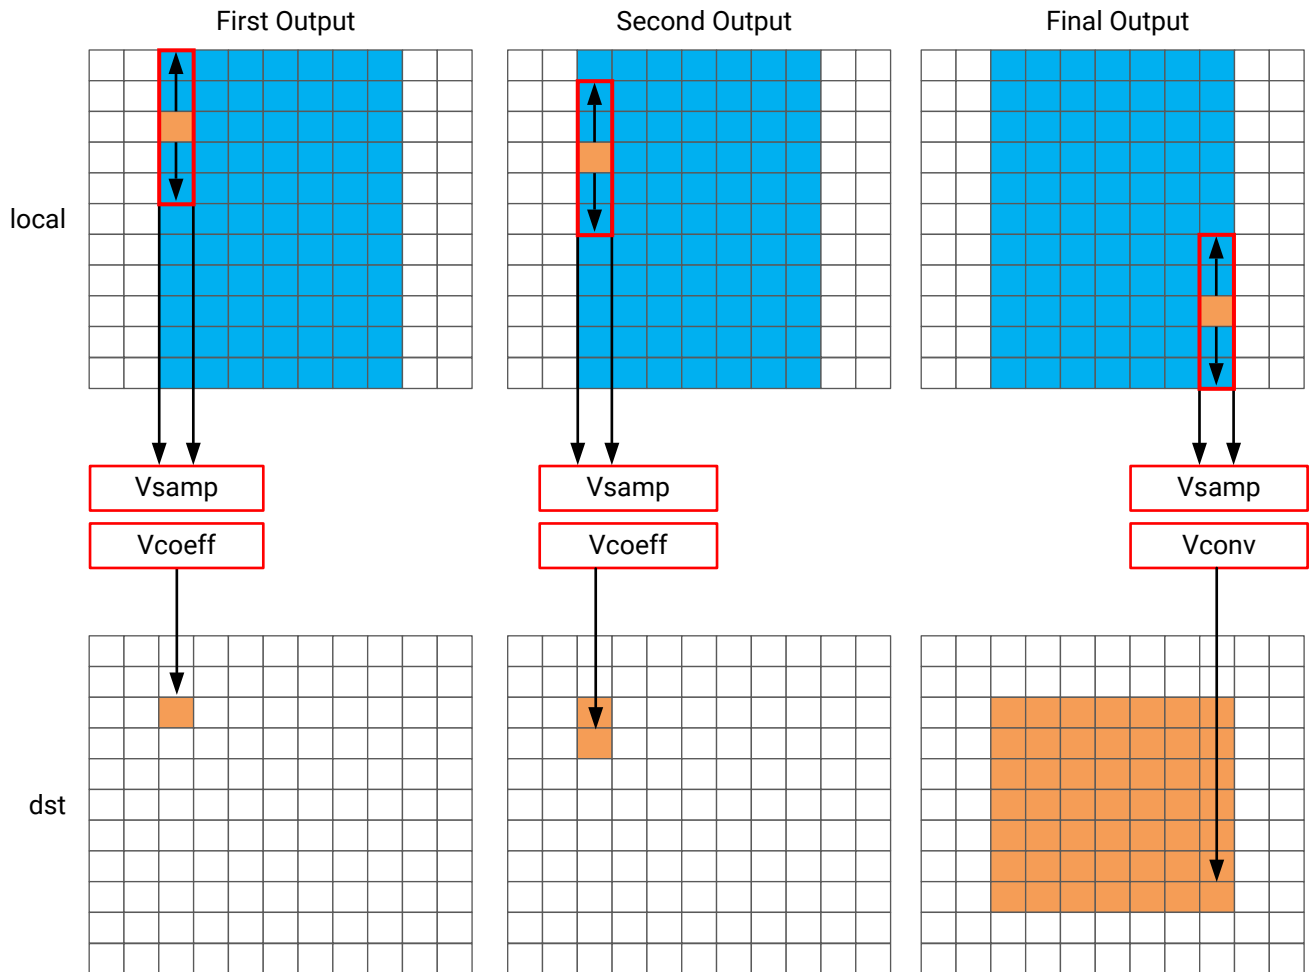 First Output
Second Output
Final Output
local
Vsamp
Vsamp
Vsamp
Vcoeff
Vcoeff
Vconv
dst